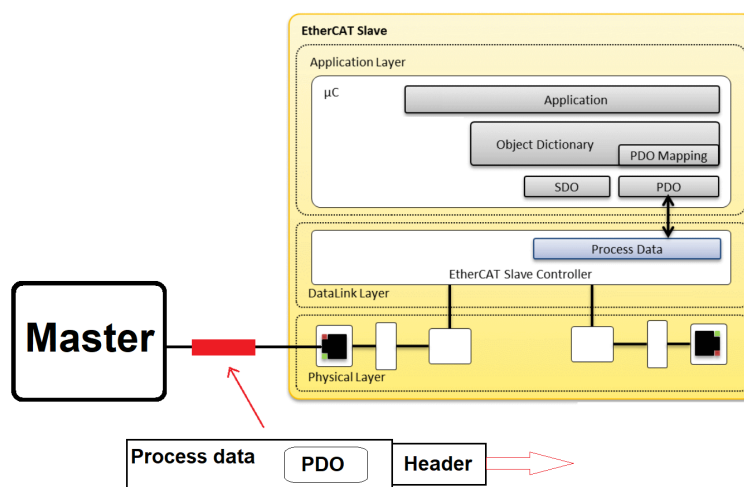 EtherCAT Slave
Application Layer
μC
Application
Object Dictionary
PDO Mapping
SDO
PDO
Process Data
EtherCAT Slave Controller
DataLink Layer
Master
Physical Layer
Process data
PDO
Header